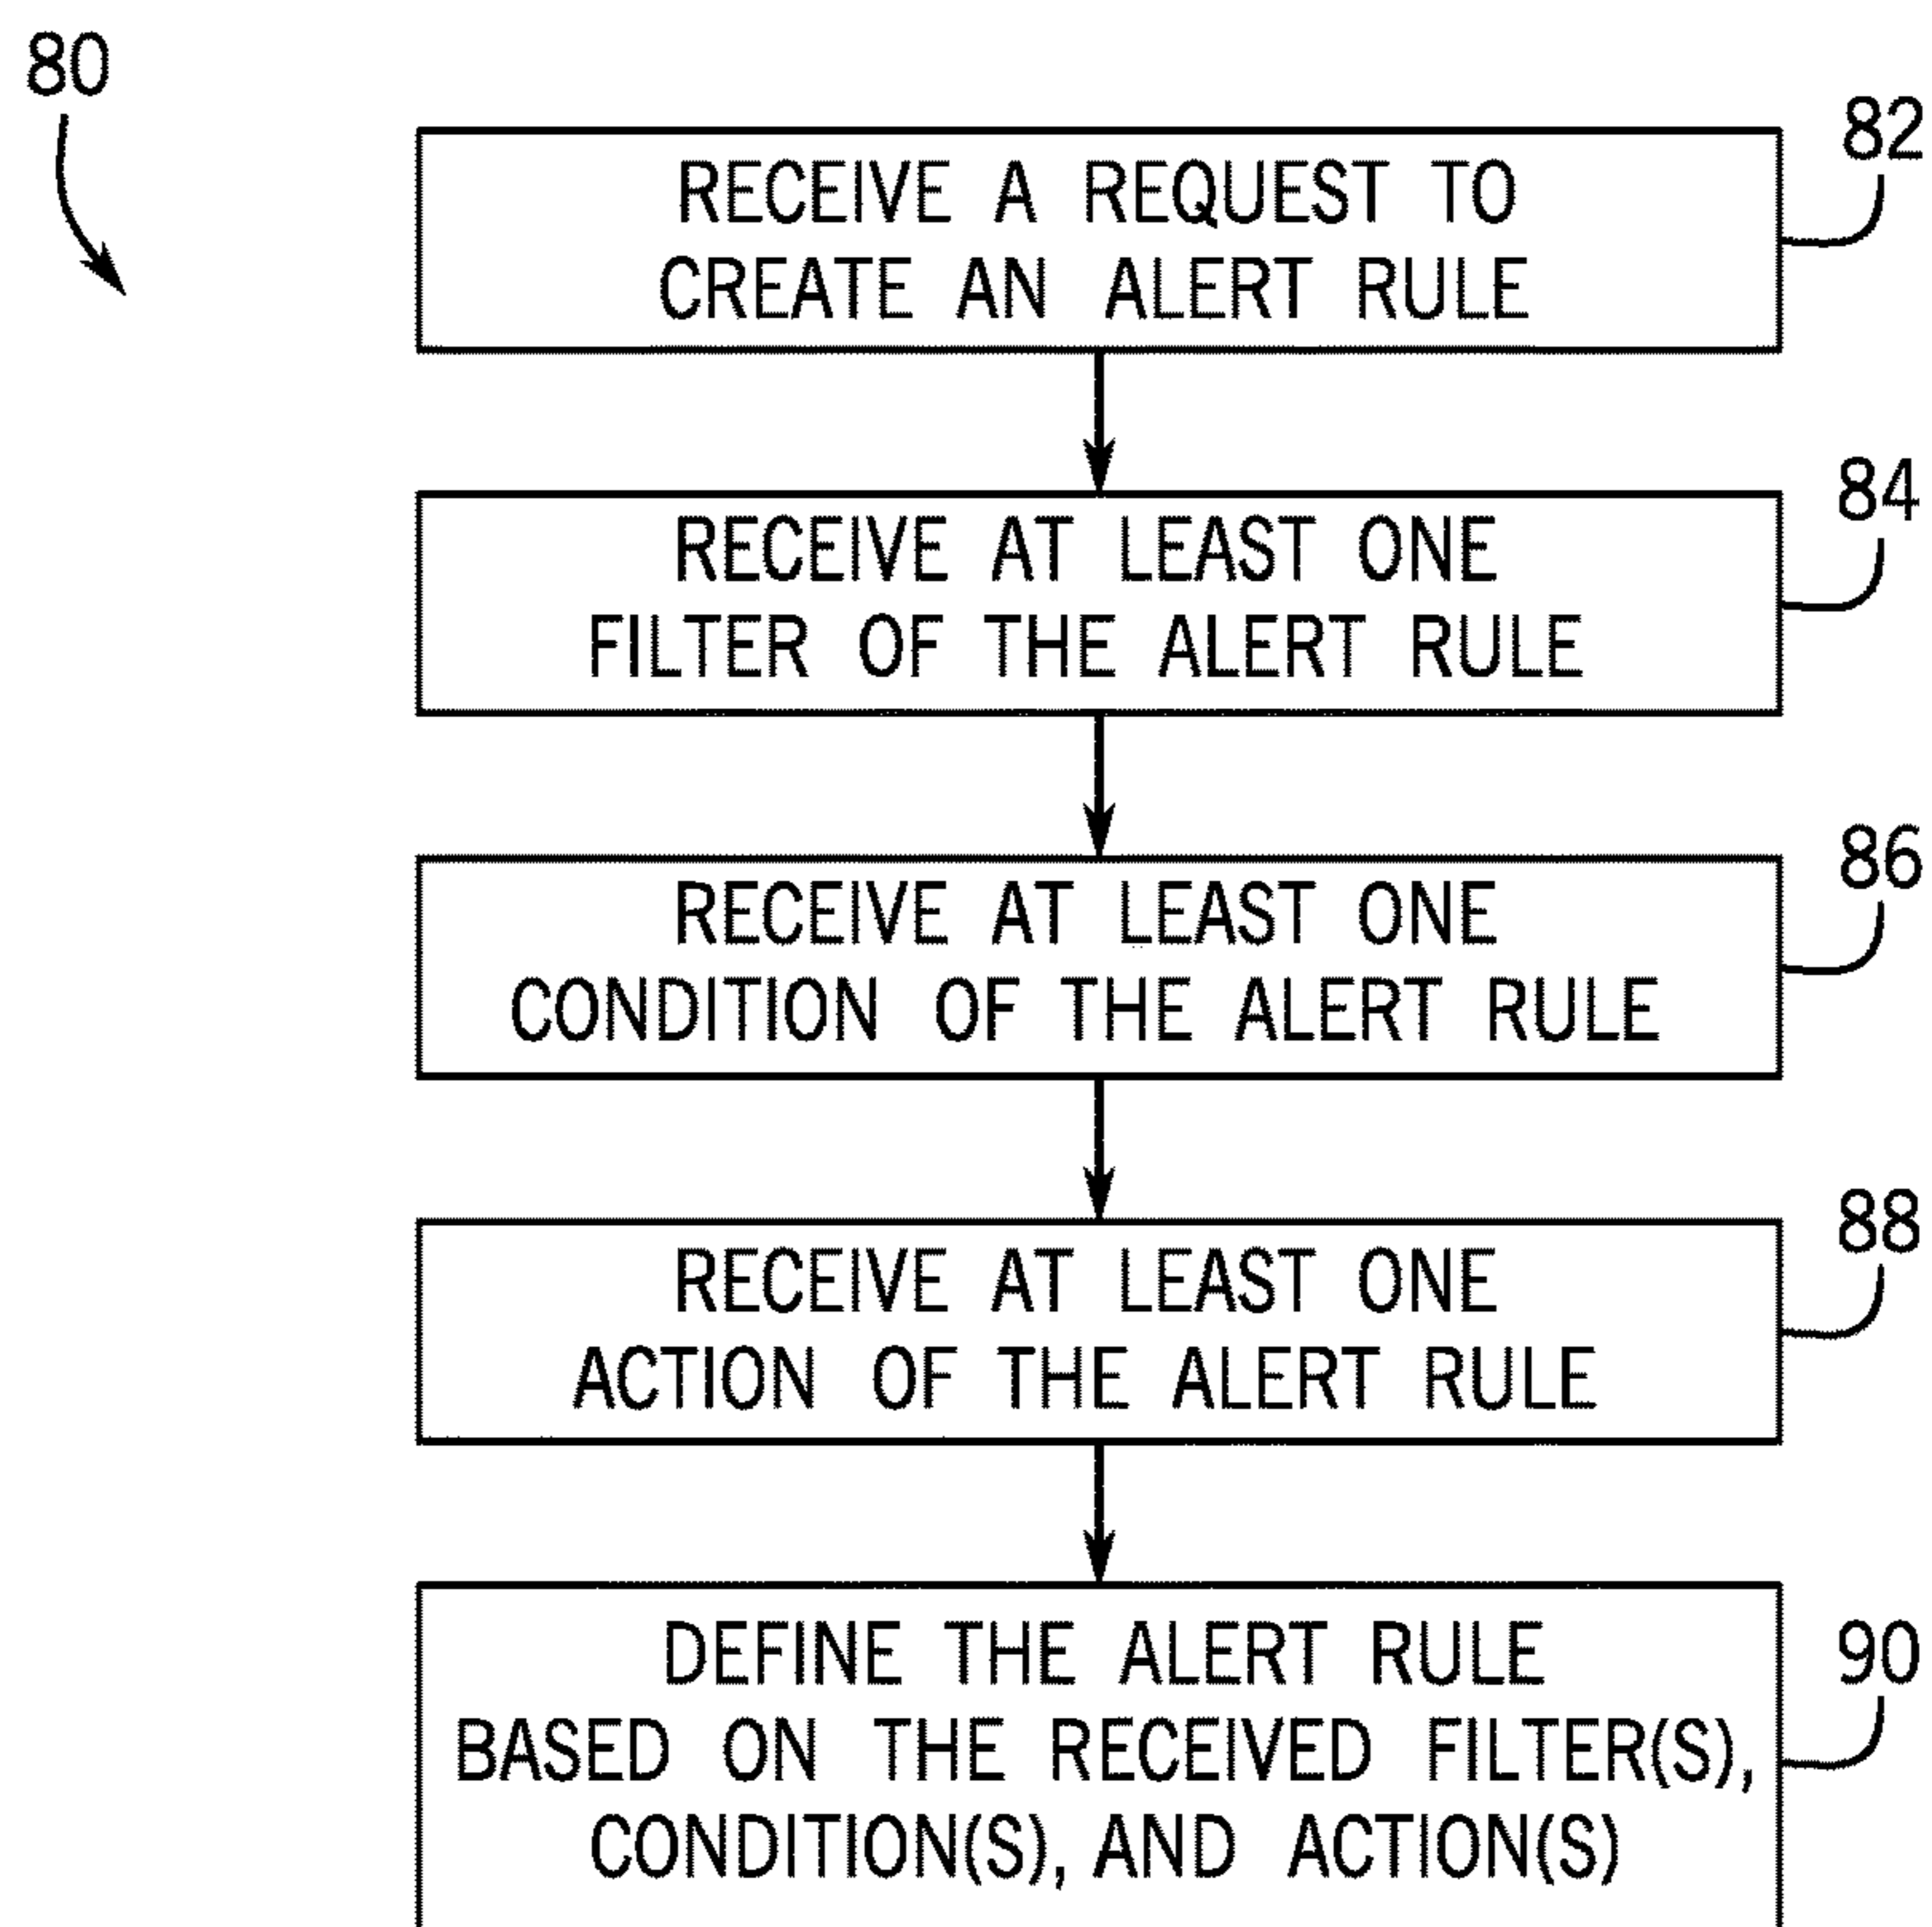 80
82
RECEIVE A REQUEST TO
CREATE AN ALERT RULE
84
RECEIVE AT LEAST ONE
FILTER OF THE ALERT RULE
86
RECEIVE AT LEAST ONE
CONDITION OF THE ALERT RULE
88
RECEIVE AT LEAST ONE
ACTION OF THE ALERT RULE
90
DEFINE THE ALERT RULE
BASED ON THE RECEIVED FILTER(S),
CONDITION(S), AND ACTION(S)